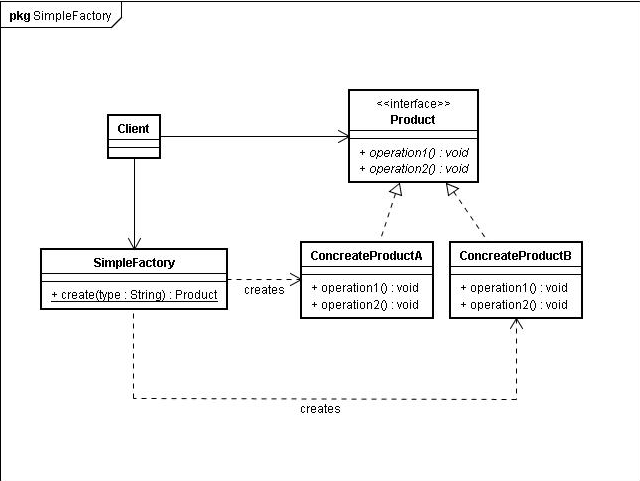 pkg SimpleFactory
<<interface>>
Product
+ operation1() : void
+ operation2() : void
Client
SimpleFactory
+ create(type : String) : Product
creates
ConcreateProductA
+ operation1() : void
+ operation2() : void
ConcreateProductB
+ operation1() : void
+ operation2() : void
creates